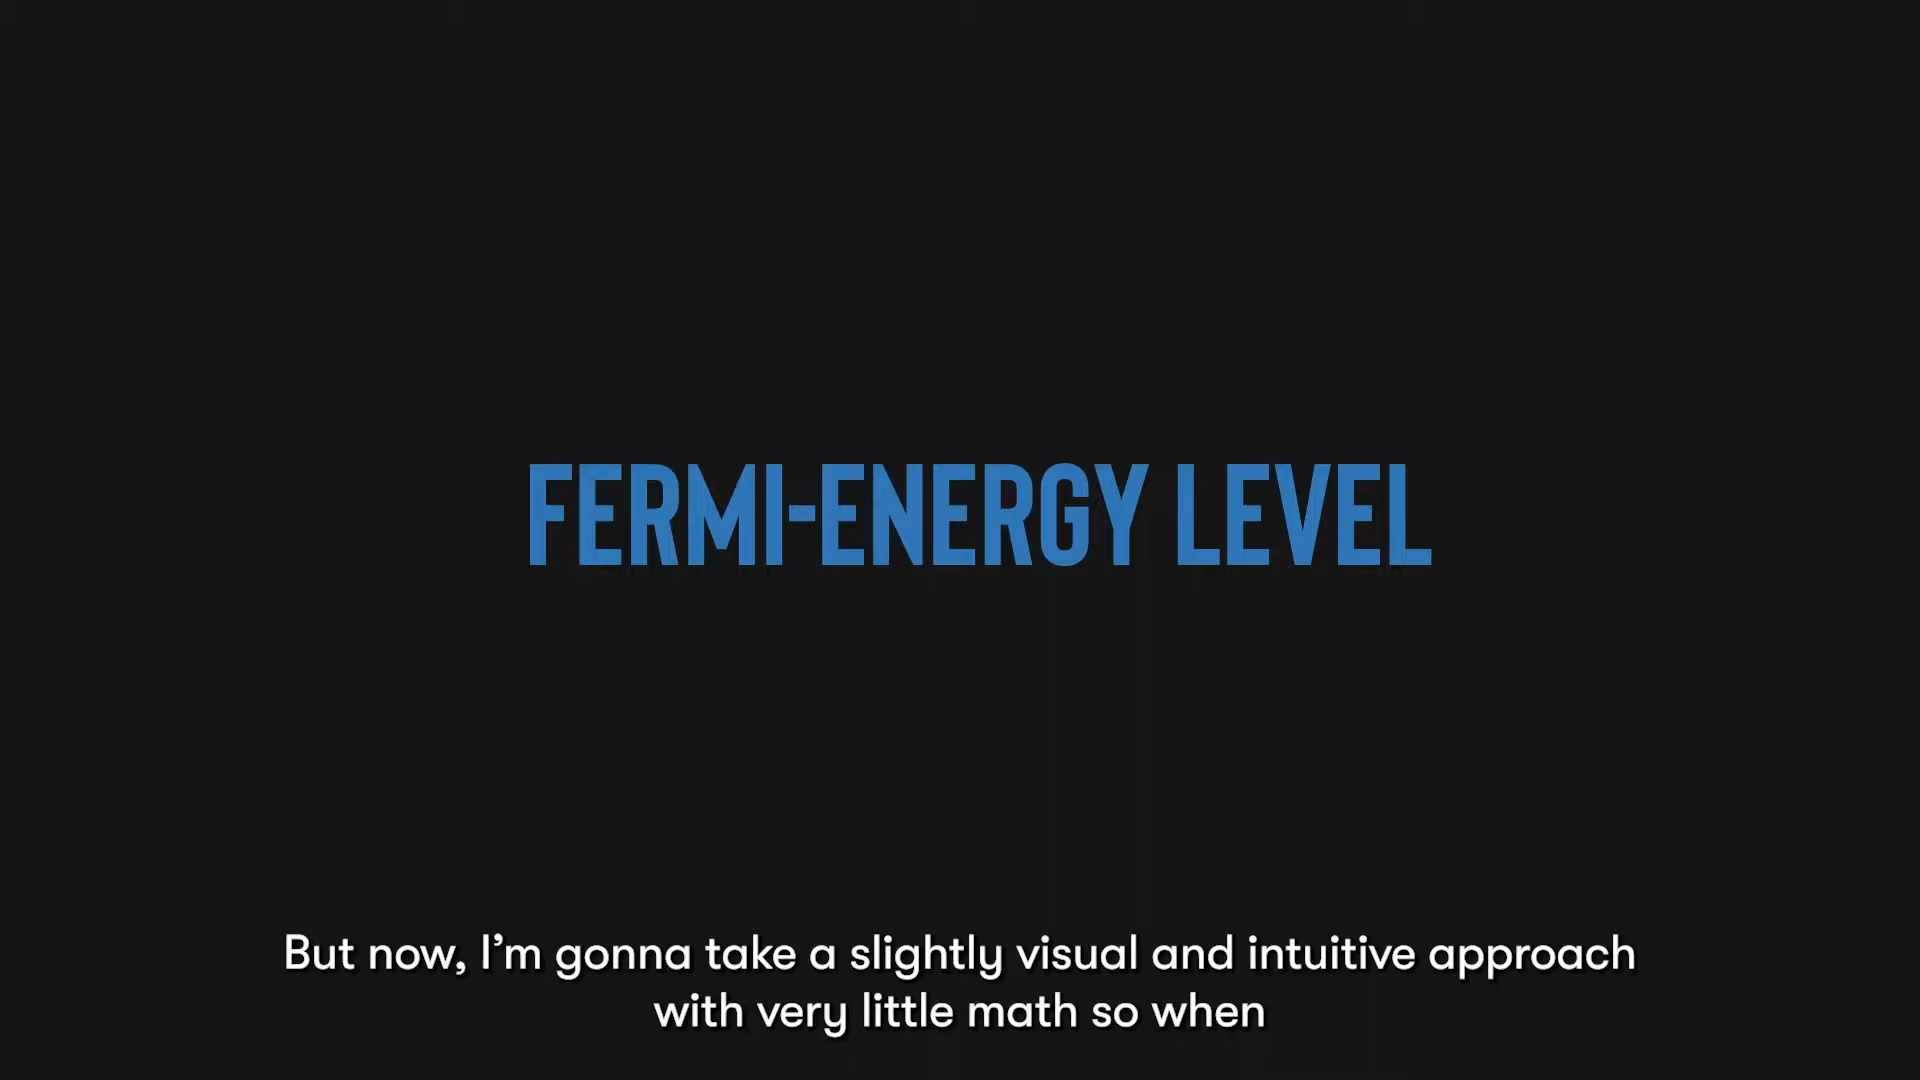 FERMI-ENERGY LEVEL
But now, I’m gonna take a slightly visual and intuitive approach
with very little math so when